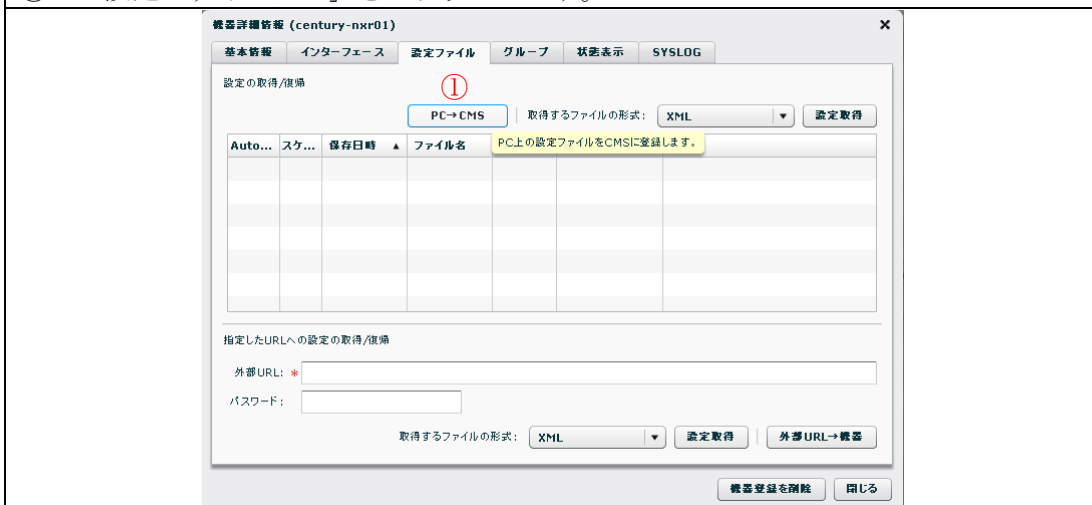 機器詳細情報 (century-nxr01)
基本情報 インターフェース 設定ファイル グループ 状態表示 SYSLOG
設定の取得/復帰
①
PC→CMS 取得するファイルの形式: XML 設定取得
PC上の設定ファイルをCMSに登録します。
Auto... スケ... 保存日時 ▲ ファイル名
指定したURLへの設定の取得/復帰
外部URL: *
パスワード:
取得するファイルの形式: XML 設定取得 外部URL→機器
機器登録を削除 閉じる